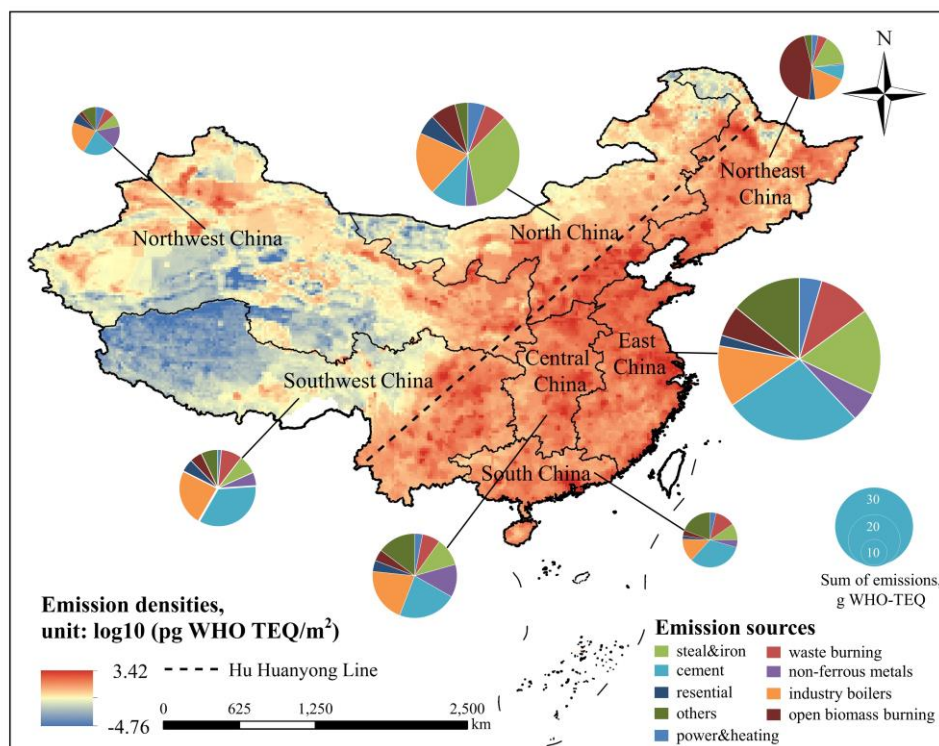 N
Northeast
China
Northwest China
North China
East
China
Central
China
Southwest China
South China
30
20
10
Sum of emissions,
g WHO-TEQ
Emission densities,
unit: log10 (pg WHO TEQ/m²)
3.42
-4.76
Hu Huanyong Line
0 625 1,250 2,500
km
Emission sources
steal&iron
cement
resential
others
power&heating
waste burning
non-ferrous metals
industry boilers
open biomass burning